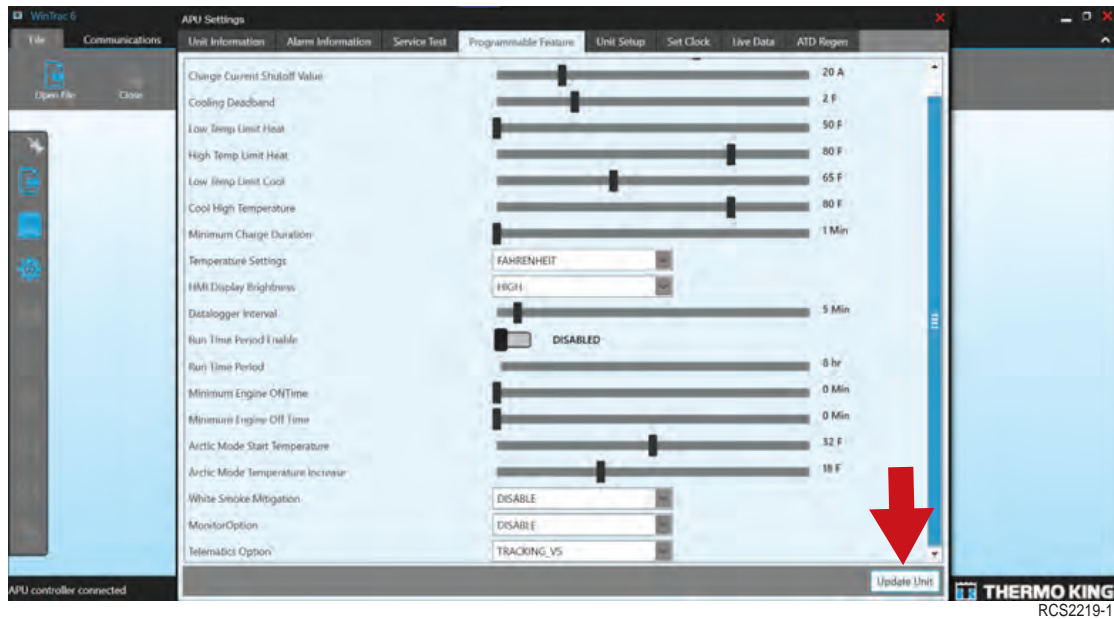 WinTrac 6
APU Settings
File Communications
Unit Information Alarm Information Service Test Programmable Feature Unit Setup Set Clock Live Data ATD Regen
Open File Close
Charge Current Shutoff Value 20 A
Cooling Deadband 2 F
Low Temp Limit Heat 50 F
High Temp Limit Heat 80 F
Low Temp Limit Cool 65 F
Cool High Temperature 80 F
Minimum Charge Duration 1 Min
Temperature Settings FAHRENHEIT
HMI Display Brightness HIGH
Datalogger Interval 5 Min
Run Time Period Enable DISABLED
Run Time Period 8 hr
Minimum Engine ONTime 0 Min
Minimum Engine Off Time 0 Min
Arctic Mode Start Temperature 32 F
Arctic Mode Temperature Increase 18 F
White Smoke Mitigation DISABLE
MonitorOption DISABLE
Telematics Option TRACKING_VS
Update Unit
APU controller connected
THERMO KING
RCS2219-1